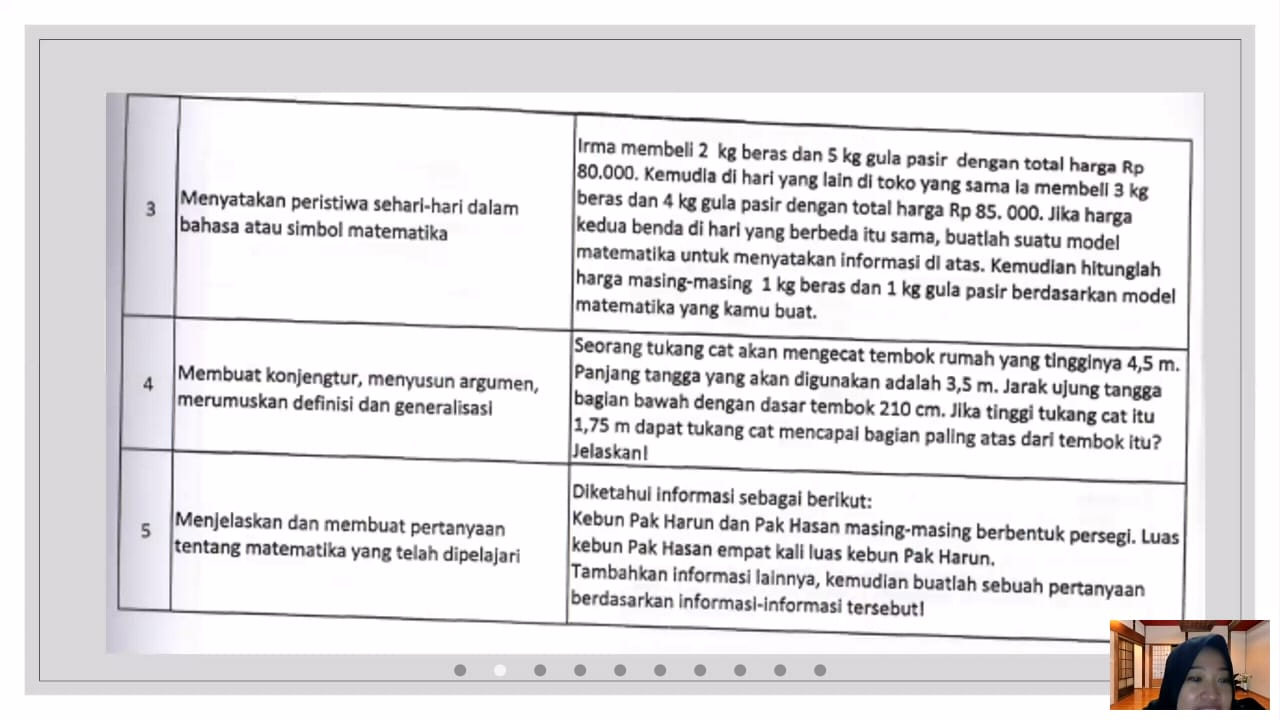 3
Menyatakan peristiwa sehari-hari dalam
bahasa atau simbol matematika
Irma membeli 2 kg beras dan 5 kg gula pasir dengan total harga Rp
80.000. Kemudia di hari yang lain di toko yang sama ia membeli 3 kg
beras dan 4 kg gula pasir dengan total harga Rp 85. 000. Jika harga
kedua benda di hari yang berbeda itu sama, buatlah suatu model
matematika untuk menyatakan informasi di atas. Kemudian hitunglah
harga masing-masing 1 kg beras dan 1 kg gula pasir berdasarkan model
matematika yang kamu buat.
4
Membuat konjengtur, menyusun argumen,
merumuskan definisi dan generalisasi
Seorang tukang cat akan mengecat tembok rumah yang tingginya 4,5 m.
Panjang tangga yang akan digunakan adalah 3,5 m. Jarak ujung tangga
bagian bawah dengan dasar tembok 210 cm. Jika tinggi tukang cat itu
1,75 m dapat tukang cat mencapai bagian paling atas dari tembok itu?
Jelaskan!
5
Menjelaskan dan membuat pertanyaan
tentang matematika yang telah dipelajari
Diketahui informasi sebagai berikut:
Kebun Pak Harun dan Pak Hasan masing-masing berbentuk persegi. Luas
kebun Pak Hasan empat kali luas kebun Pak Harun.
Tambahkan informasi lainnya, kemudian buatlah sebuah pertanyaan
berdasarkan informasi-informasi tersebut!